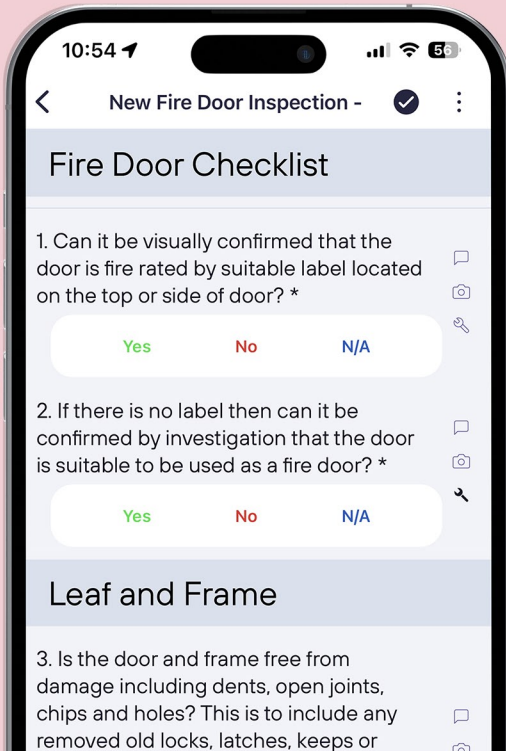 10:54
56
New Fire Door Inspection -
Fire Door Checklist
1. Can it be visually confirmed that the
door is fire rated by suitable label located
on the top or side of door? *
Yes No N/A
2. If there is no label then can it be
confirmed by investigation that the door
is suitable to be used as a fire door? *
Yes No N/A
Leaf and Frame
3. Is the door and frame free from
damage including dents, open joints,
chips and holes? This is to include any
removed old locks, latches, keeps or